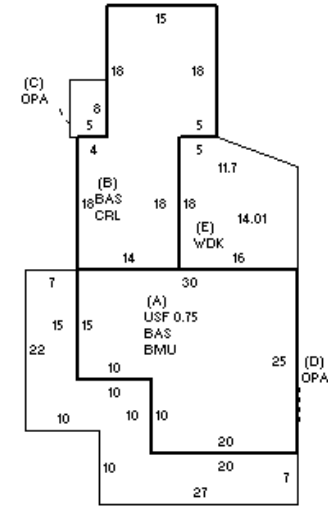 15
18 18
(C)
OPA
8
5 5
4 5
11.7
(B)
BAS
CRL
18 18 18
14.01
(E)
WDK
14 16
7 30
(A)
USF 0.75
BAS
BMU
15 15
22
25
(D)
OPA
10
10
10 10 10
20
20
10
7
27